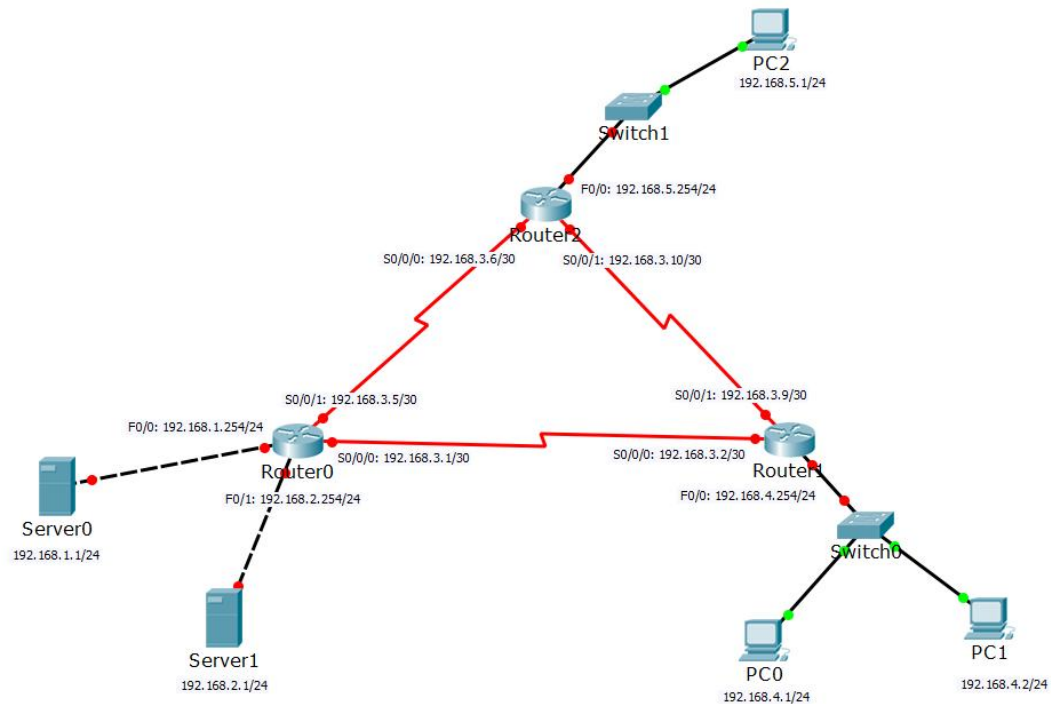 PC2
192.168.5.1/24
Switch1
F0/0: 192.168.5.254/24
Router2
S0/0/0: 192.168.3.6/30
S0/0/1: 192.168.3.10/30
S0/0/1: 192.168.3.5/30
S0/0/1: 192.168.3.9/30
F0/0: 192.168.1.254/24
Router0
S0/0/0: 192.168.3.1/30
S0/0/0: 192.168.3.2/30
Router1
F0/1: 192.168.2.254/24
F0/0: 192.168.4.254/24
Server0
192.168.1.1/24
Switch0
Server1
192.168.2.1/24
PC0
192.168.4.1/24
PC1
192.168.4.2/24